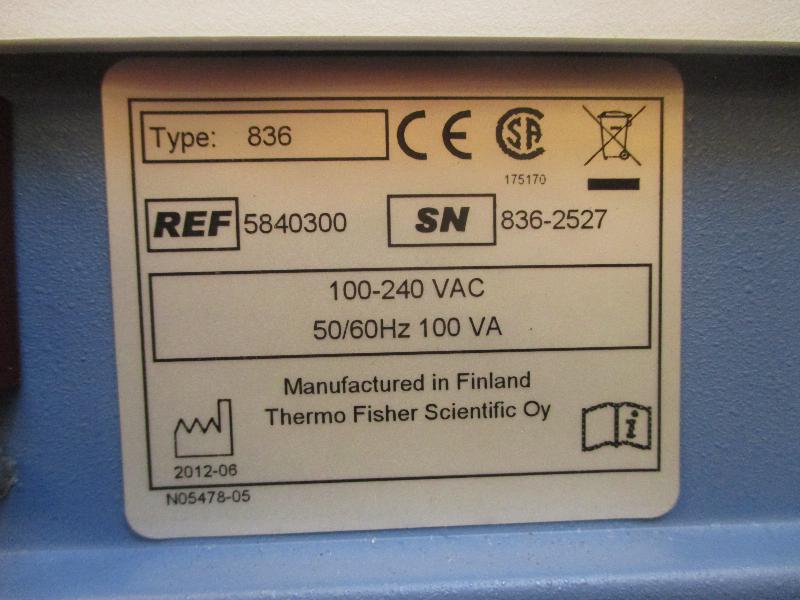 Type: 836
CE
SA
175170
REF 5840300
SN 836-2527
100-240 VAC
50/60Hz 100 VA
Manufactured in Finland
Thermo Fisher Scientific Oy
i
2012-06
N05478-05